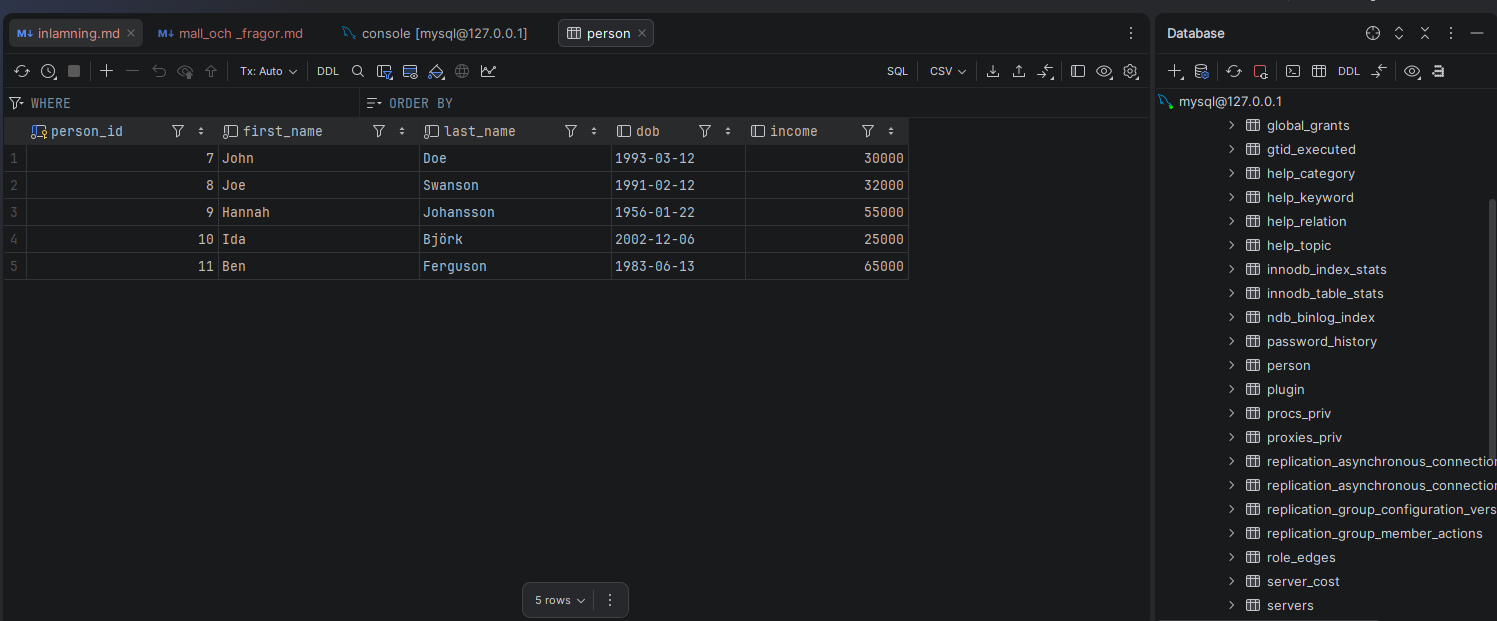 M↓ inlamning.md
M↓ mall_och _fragor.md
console [mysql@127.0.0.1]
person
Database
Tx: Auto
DDL
SQL
CSV
DDL
WHERE
ORDER BY
mysql@127.0.0.1
person_id first_name last_name dob income
1 7 John Doe 1993-03-12 30000
2 8 Joe Swanson 1991-02-12 32000
3 9 Hannah Johansson 1956-01-22 55000
4 10 Ida Björk 2002-12-06 25000
5 11 Ben Ferguson 1983-06-13 65000
5 rows
global_grants
gtid_executed
help_category
help_keyword
help_relation
help_topic
innodb_index_stats
innodb_table_stats
ndb_binlog_index
password_history
person
plugin
procs_priv
proxies_priv
replication_asynchronous_connection
replication_asynchronous_connection
replication_group_configuration_vers
replication_group_member_actions
role_edges
server_cost
servers